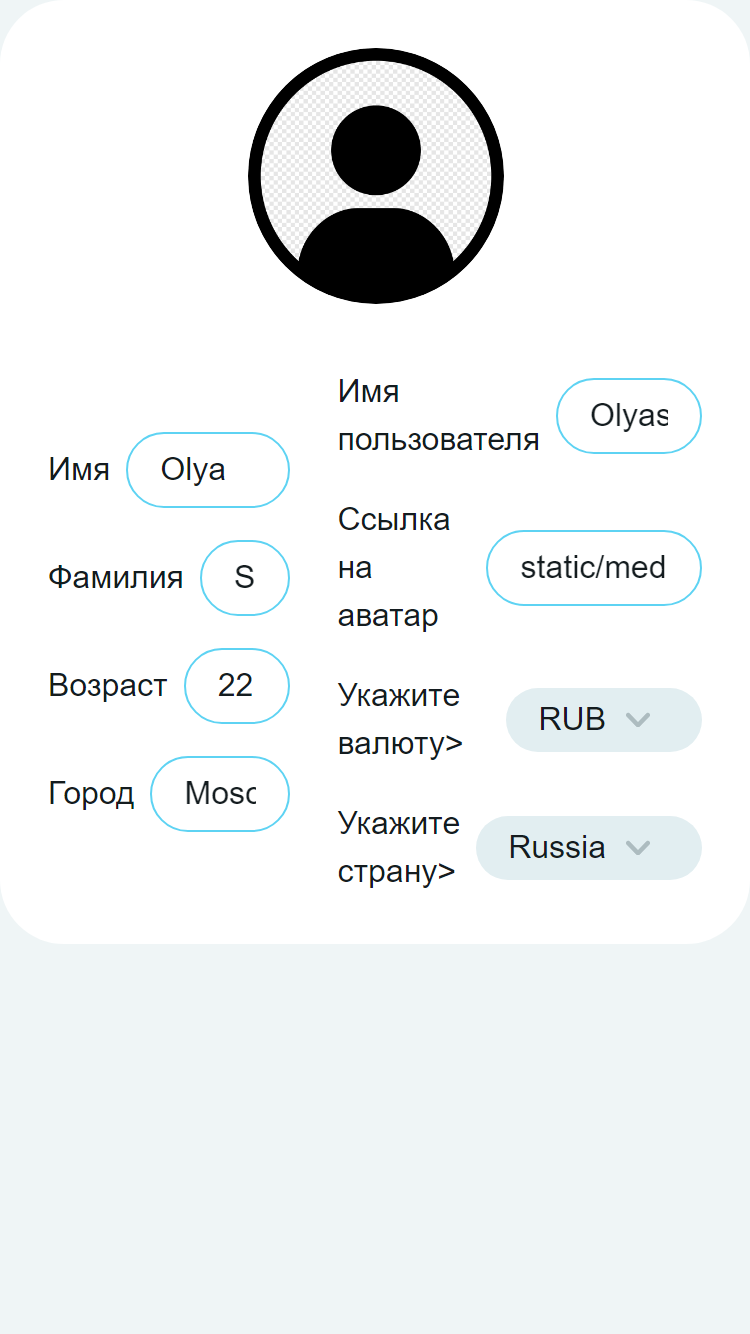 Имя
Olya
Фамилия
S
Возраст
22
Город
Mosc
Имя
пользователя
Olyas
Ссылка
на
аватар
static/med
Укажите
валюту>
RUB
Укажите
страну>
Russia